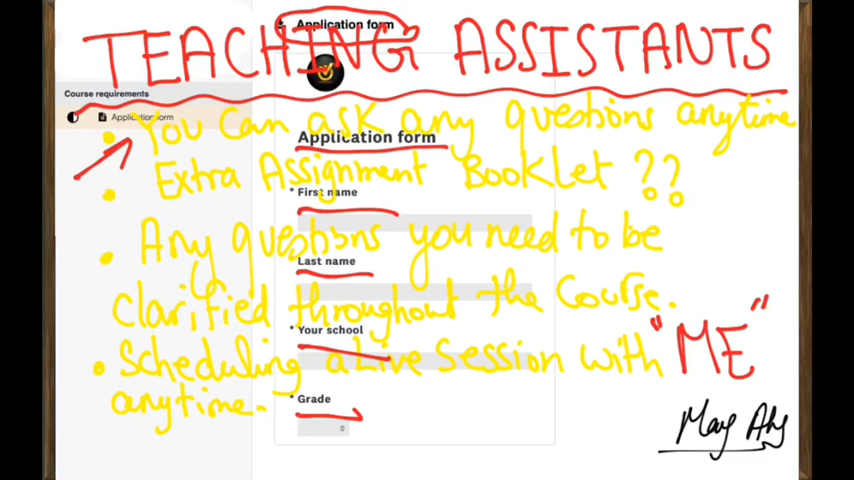 Application form
TEACHING ASSISTANTS
Course requirements
Application form
• You Can ask any questions anytime
Application form
• Extra Assignment Booklet ??
* First name
• Any questions you need to be
Last name
clarified throughout the Course.
* Your school
• Scheduling a Live Session with "ME"
anytime.
* Grade